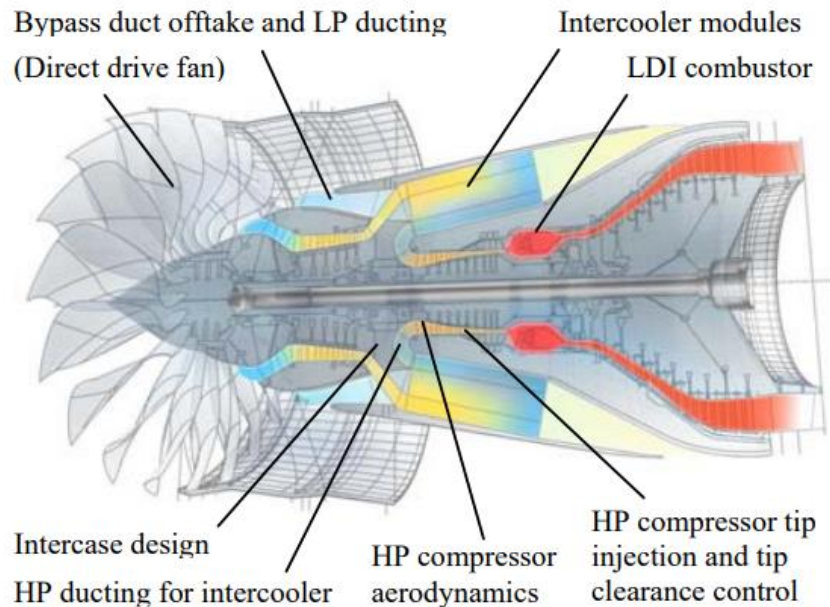 Bypass duct offtake and LP ducting
(Direct drive fan)
Intercooler modules
LDI combustor
Intercase design
HP ducting for intercooler
HP compressor
aerodynamics
HP compressor tip
injection and tip
clearance control